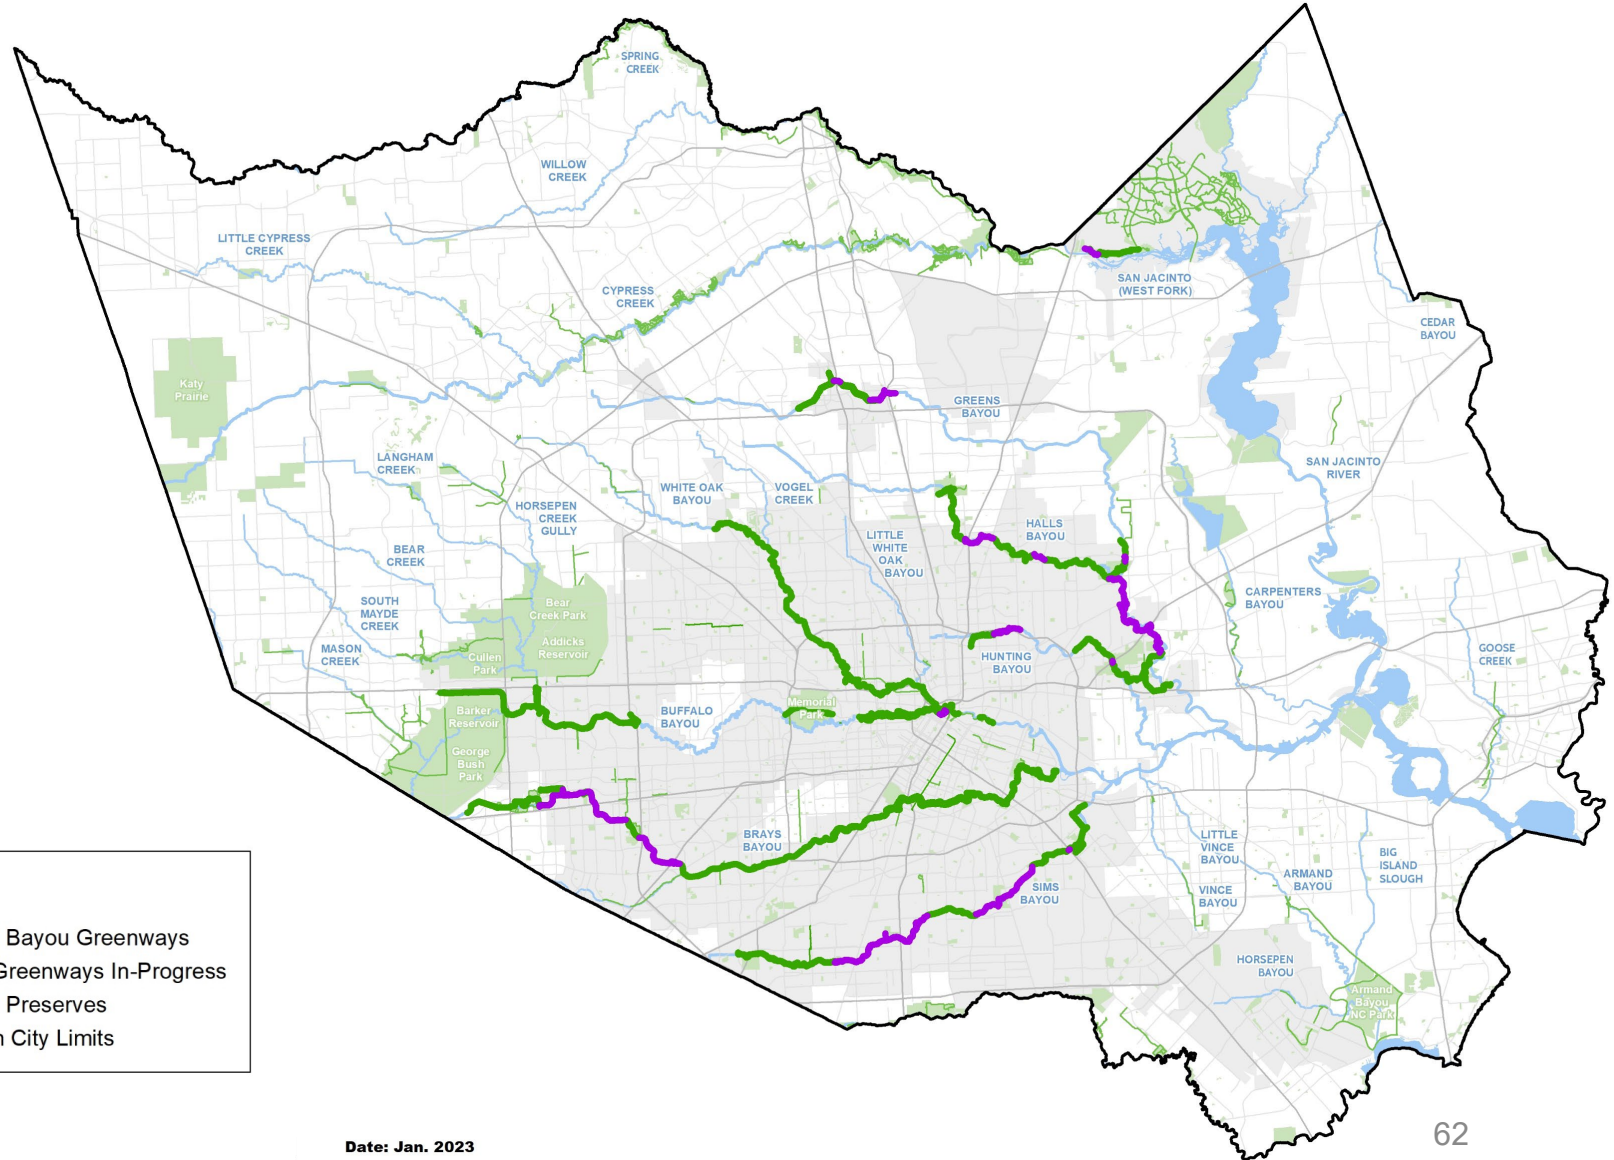 SPRING
CREEK
WILLOW
CREEK
LITTLE CYPRESS
CREEK
CYPRESS
CREEK
SAN JACINTO
(WEST FORK)
CEDAR
BAYOU
Katy
Prairie
GREENS
BAYOU
LANGHAM
CREEK
WHITE OAK
BAYOU
VOGEL
CREEK
SAN JACINTO
RIVER
HORSEPEN
CREEK
GULLY
HALLS
BAYOU
LITTLE
WHITE
OAK
BAYOU
BEAR
CREEK
SOUTH
MAYDE
CREEK
Bear
Creek Park
Addicks
Reservoir
CARPENTERS
BAYOU
MASON
CREEK
Cullen
Park
HUNTING
BAYOU
GOOSE
CREEK
Barker
Reservoir
BUFFALO
BAYOU
Memorial
Park
George
Bush
Park
BRAYS
BAYOU
LITTLE
VINCE
BAYOU
BIG
ISLAND
SLOUGH
ARMAND
BAYOU
SIMS
BAYOU
VINCE
BAYOU
HORSEPEN
BAYOU
Armand
Bayou
NC Park
Bayou Greenways
Greenways In-Progress
Preserves
City Limits
Date: Jan. 2023
62